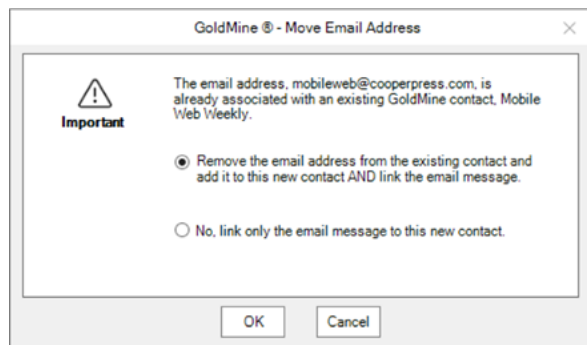 GoldMine ® - Move Email Address
The email address, mobileweb@cooperpress.com, is
already associated with an existing GoldMine contact, Mobile
Web Weekly.
Important
Remove the email address from the existing contact and
add it to this new contact AND link the email message.
No, link only the email message to this new contact.
OK
Cancel